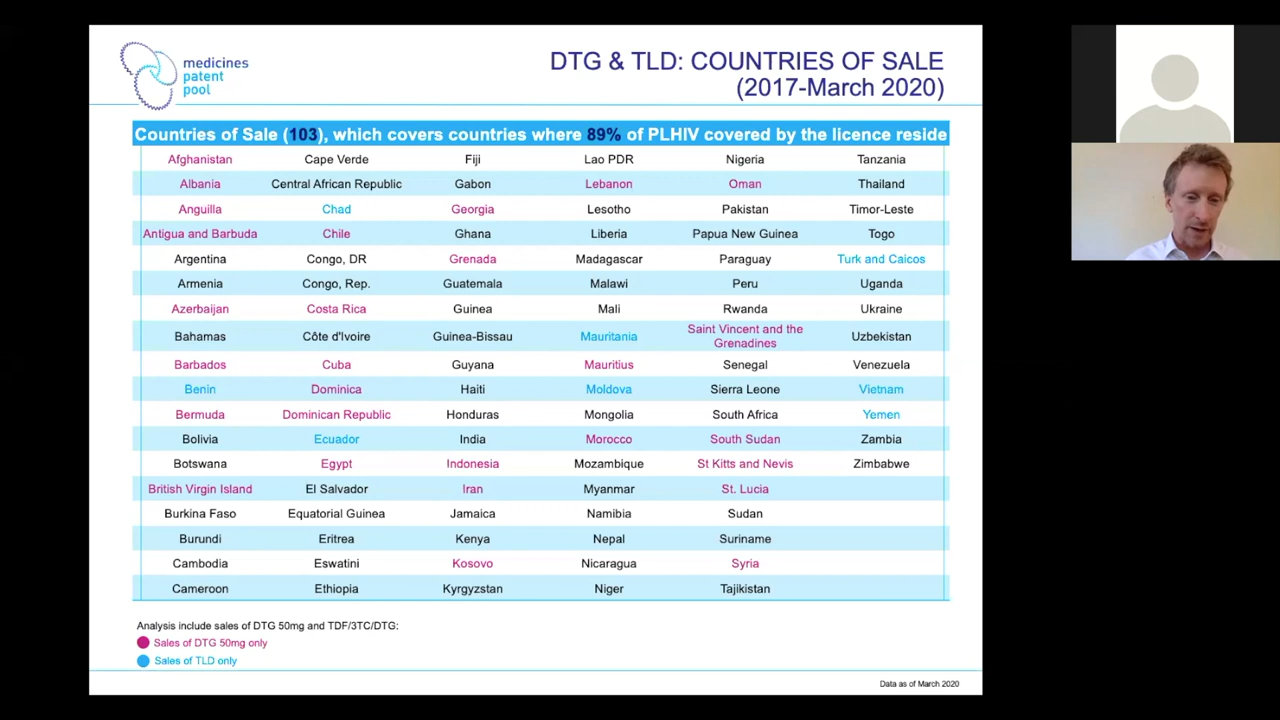 medicines
patent
pool
DTG & TLD: COUNTRIES OF SALE
(2017-March 2020)
Countries of Sale (103), which covers countries where 89% of PLHIV covered by the licence reside
Afghanistan Cape Verde Fiji Lao PDR Nigeria Tanzania
Albania Central African Republic Gabon Lebanon Oman Thailand
Anguilla Chad Georgia Lesotho Pakistan Timor-Leste
Antigua and Barbuda Chile Ghana Liberia Papua New Guinea Togo
Argentina Congo, DR Grenada Madagascar Paraguay Turk and Caicos
Armenia Congo, Rep. Guatemala Malawi Peru Uganda
Azerbaijan Costa Rica Guinea Mali Rwanda Ukraine
Bahamas Côte d'Ivoire Guinea-Bissau Mauritania Saint Vincent and the
Grenadines Uzbekistan
Barbados Cuba Guyana Mauritius Senegal Venezuela
Benin Dominica Haiti Moldova Sierra Leone Vietnam
Bermuda Dominican Republic Honduras Mongolia South Africa Yemen
Bolivia Ecuador India Morocco South Sudan Zambia
Botswana Egypt Indonesia Mozambique St Kitts and Nevis Zimbabwe
British Virgin Island El Salvador Iran Myanmar St. Lucia
Burkina Faso Equatorial Guinea Jamaica Namibia Sudan
Burundi Eritrea Kenya Nepal Suriname
Cambodia Eswatini Kosovo Nicaragua Syria
Cameroon Ethiopia Kyrgyzstan Niger Tajikistan
Analysis include sales of DTG 50mg and TDF/3TC/DTG:
Sales of DTG 50mg only
Sales of TLD only
Data as of March 2020